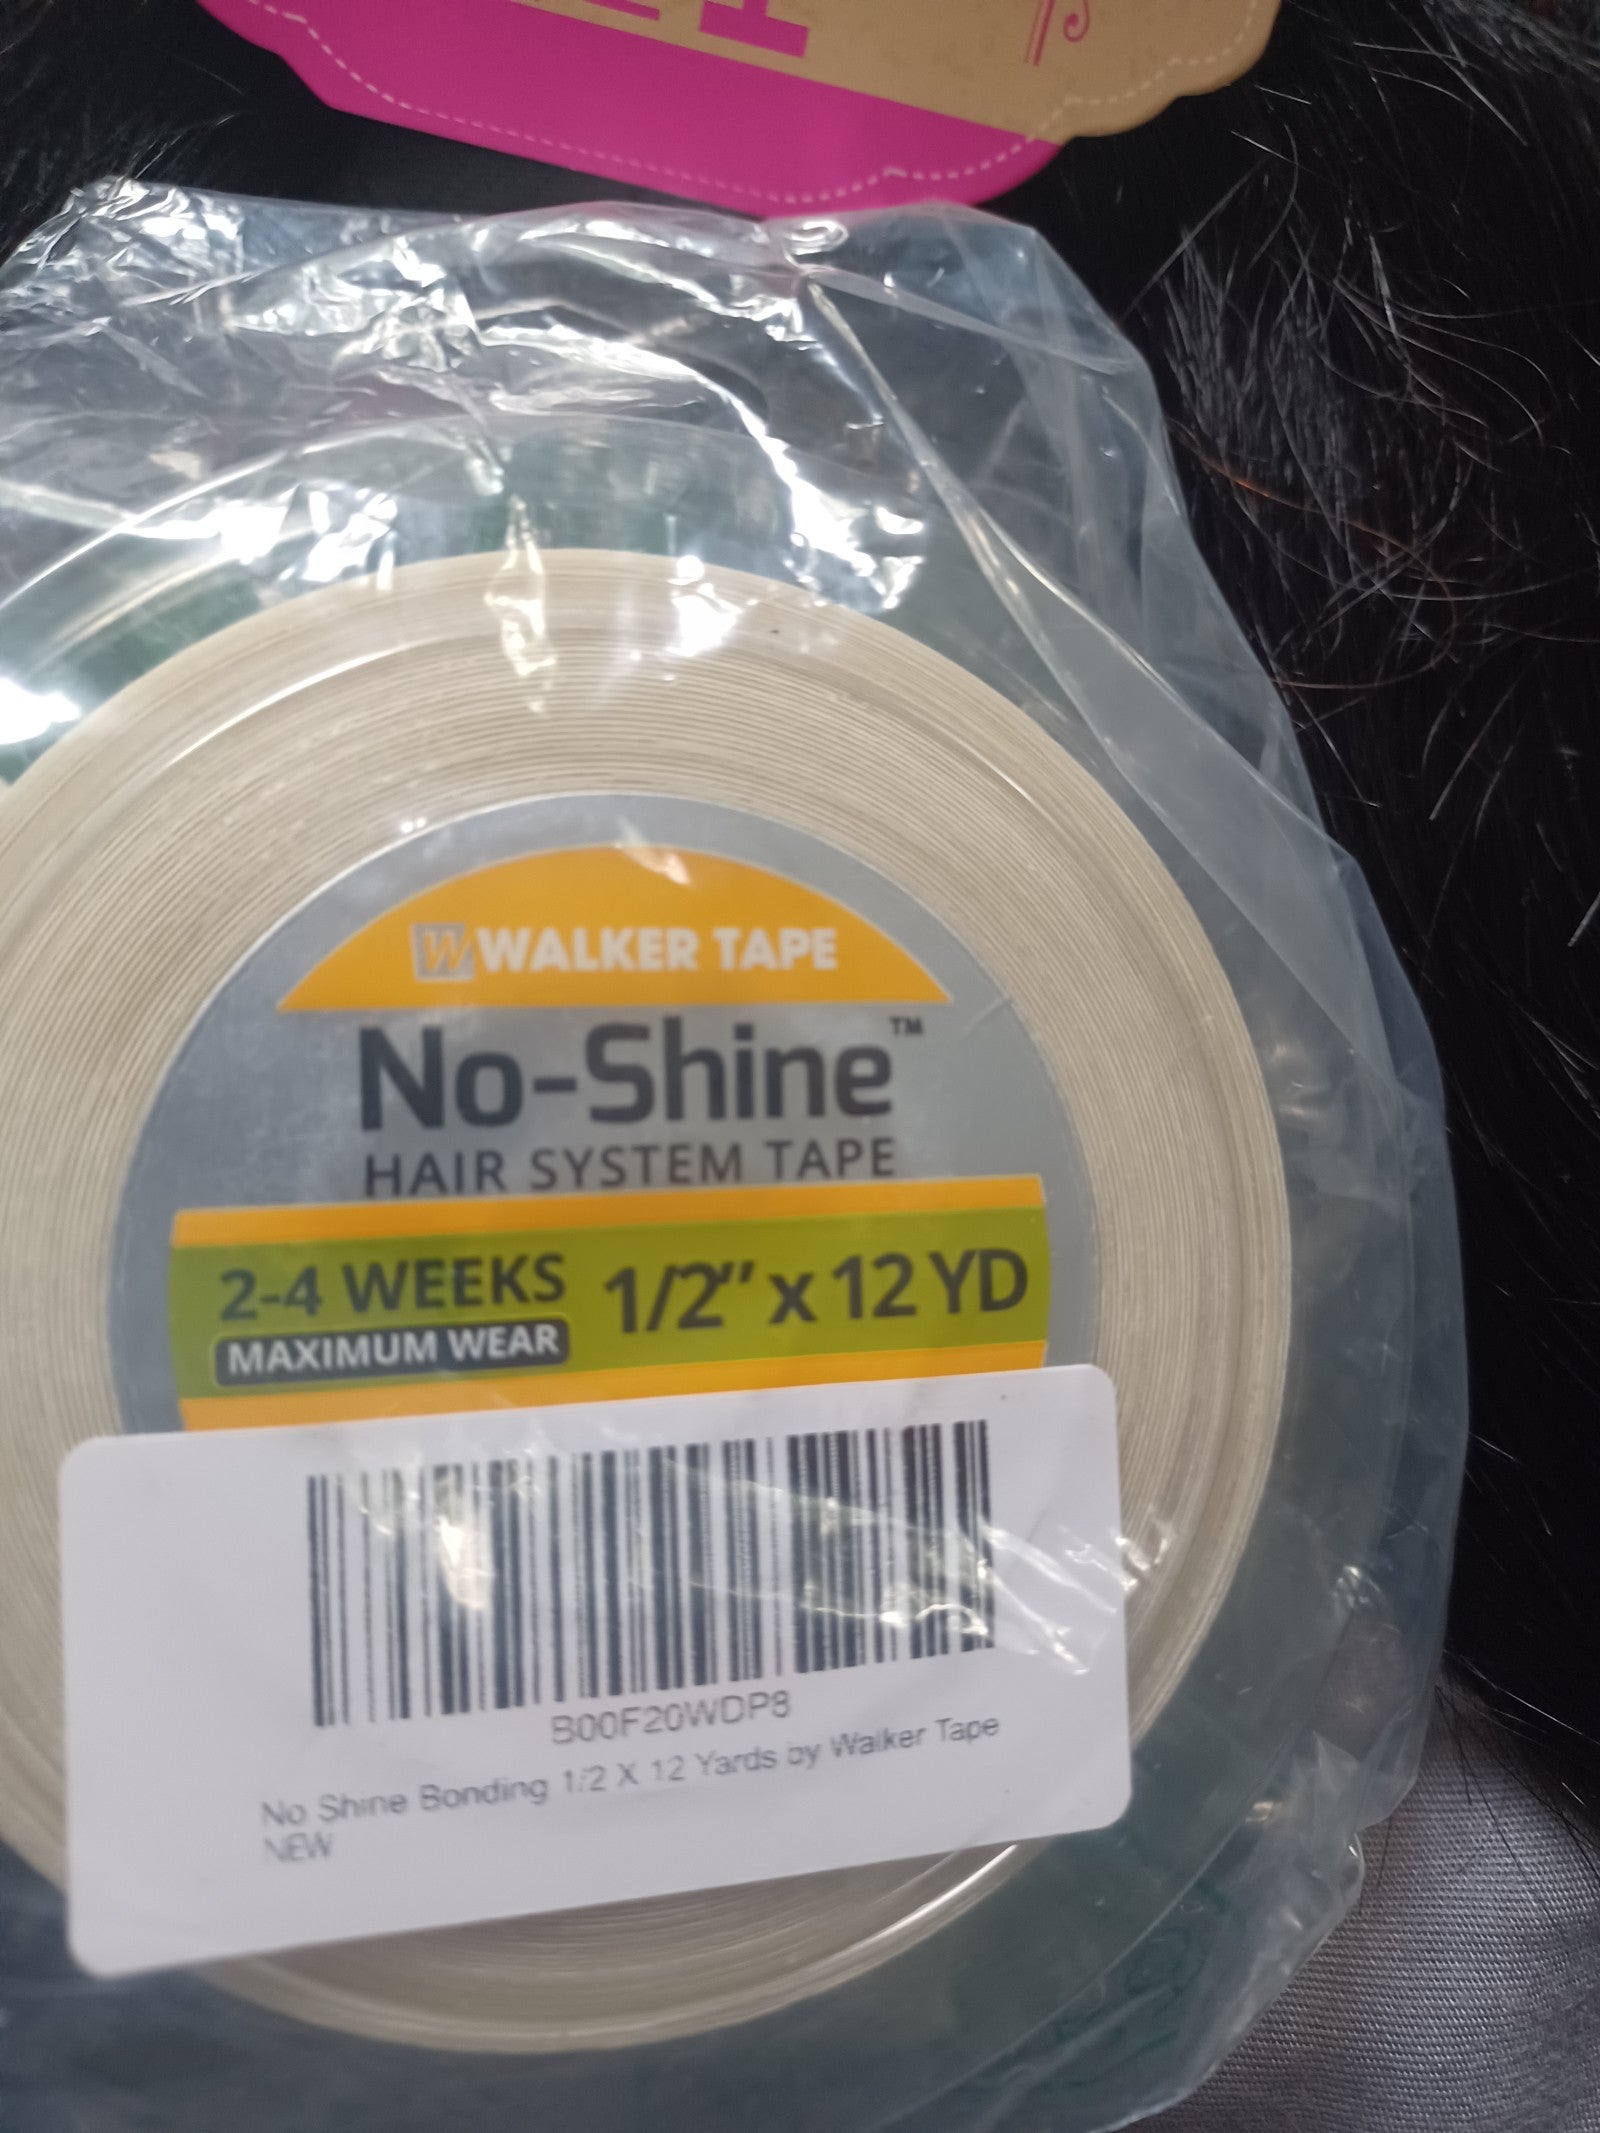 WALKER TAPE
No-Shine™
HAIR SYSTEM TAPE
2-4 WEEKS
MAXIMUM WEAR
1/2" x 12 YD
B00F20WDP8
No Shine Bonding 1/2 X 12 Yards by Walker Tape
NEW